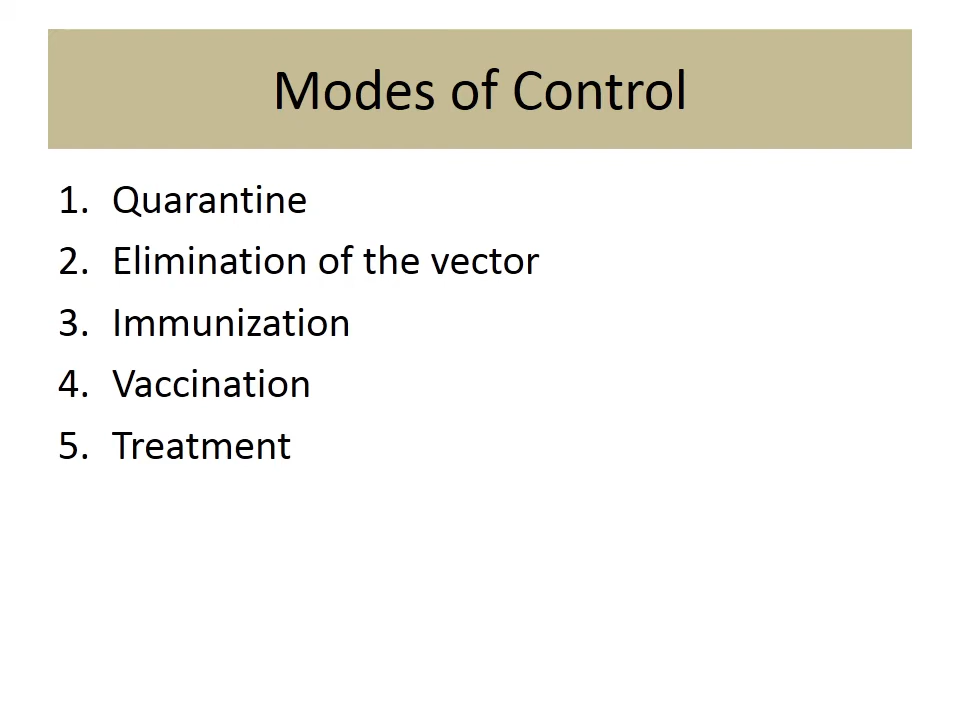 Modes of Control
1. Quarantine
2. Elimination of the vector
3. Immunization
4. Vaccination
5. Treatment